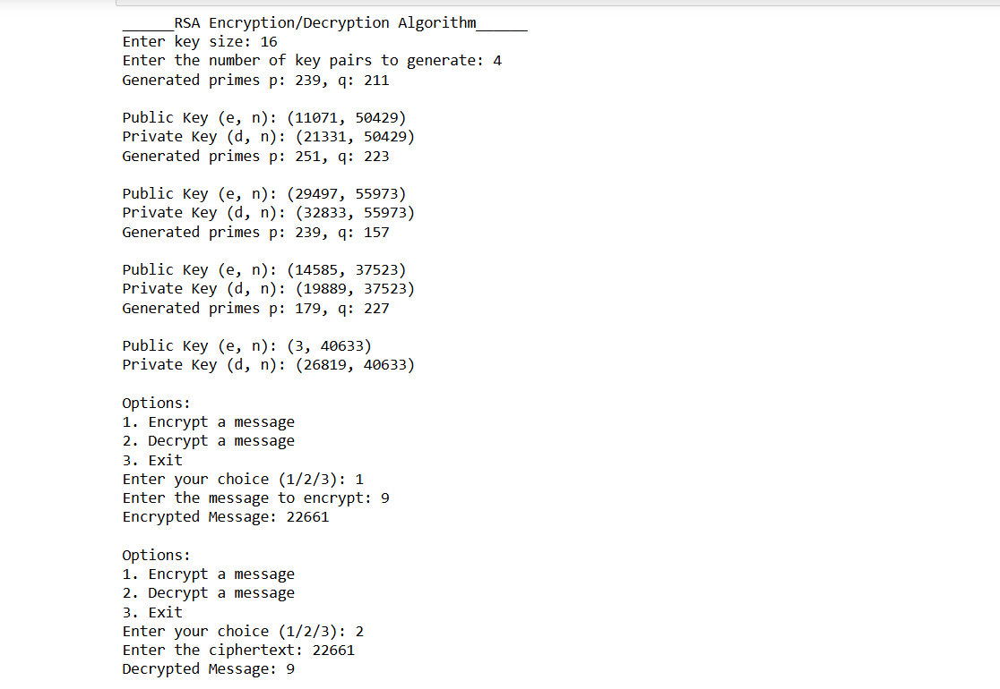 ______RSA Encryption/Decryption Algorithm______
Enter key size: 16
Enter the number of key pairs to generate: 4
Generated primes p: 239, q: 211
Public Key (e, n): (11071, 50429)
Private Key (d, n): (21331, 50429)
Generated primes p: 251, q: 223
Public Key (e, n): (29497, 55973)
Private Key (d, n): (32833, 55973)
Generated primes p: 239, q: 157
Public Key (e, n): (14585, 37523)
Private Key (d, n): (19889, 37523)
Generated primes p: 179, q: 227
Public Key (e, n): (3, 40633)
Private Key (d, n): (26819, 40633)
Options:
1. Encrypt a message
2. Decrypt a message
3. Exit
Enter your choice (1/2/3): 1
Enter the message to encrypt: 9
Encrypted Message: 22661
Options:
1. Encrypt a message
2. Decrypt a message
3. Exit
Enter your choice (1/2/3): 2
Enter the ciphertext: 22661
Decrypted Message: 9